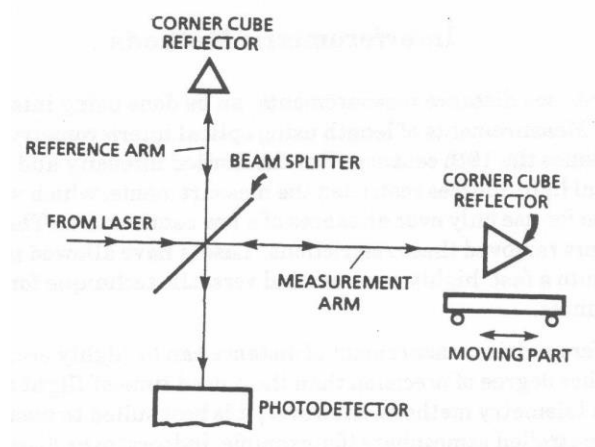 CORNER CUBE
REFLECTOR
REFERENCE ARM
BEAM SPLITTER
CORNER CUBE
REFLECTOR
FROM LASER
MEASUREMENT
ARM
MOVING PART
PHOTODETECTOR